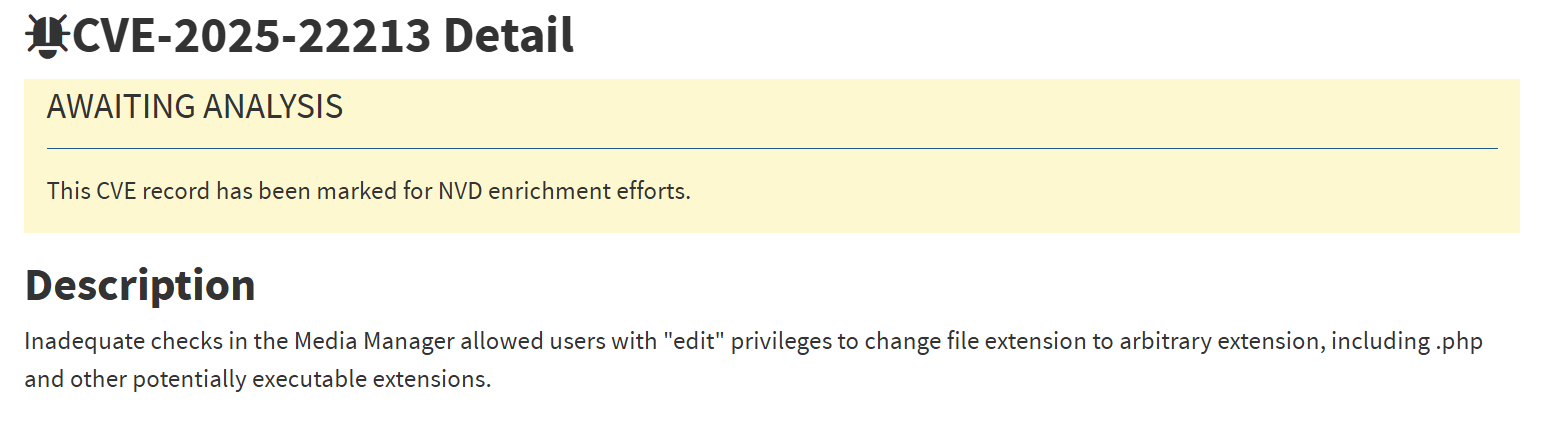 CVE-2025-22213 Detail
AWAITING ANALYSIS
This CVE record has been marked for NVD enrichment efforts.
Description
Inadequate checks in the Media Manager allowed users with "edit" privileges to change file extension to arbitrary extension, including .php
and other potentially executable extensions.